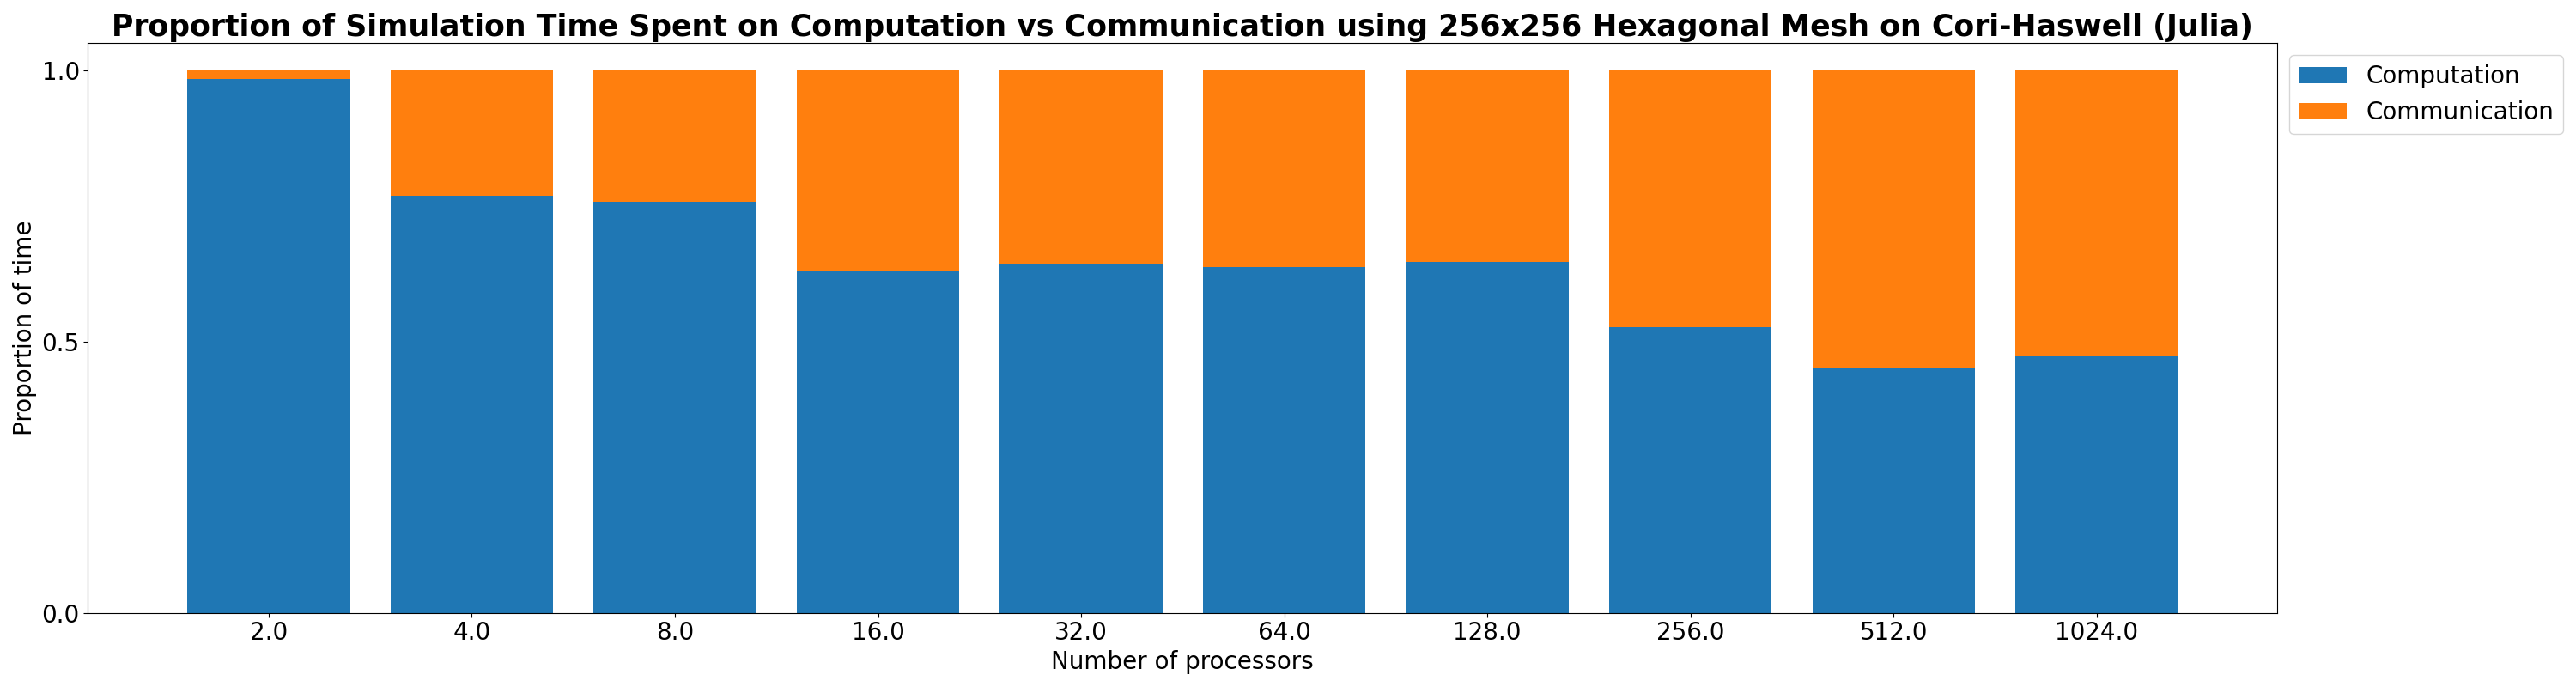 Proportion of Simulation Time Spent on Computation vs Communication using 256x256 Hexagonal Mesh on Cori-Haswell (Julia)
Proportion of time
1.0
0.5
0.0
2.0 4.0 8.0 16.0 32.0 64.0 128.0 256.0 512.0 1024.0
Number of processors
Computation
Communication